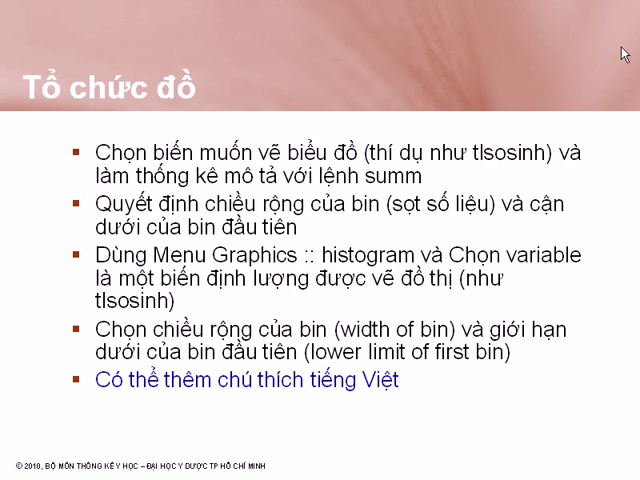 Tổ chức đồ
Chọn biến muốn vẽ biểu đồ (thí dụ như tlsosinh) và
làm thống kê mô tả với lệnh summ
Quyết định chiều rộng của bin (sọt số liệu) và cận
dưới của bin đầu tiên
Dùng Menu Graphics :: histogram và Chọn variable
là một biến định lượng được vẽ đồ thị (như
tlsosinh)
Chọn chiều rộng của bin (width of bin) và giới hạn
dưới của bin đầu tiên (lower limit of first bin)
Có thể thêm chú thích tiếng Việt
© 2010, BỘ MÔN THỐNG KÊ Y HỌC – ĐẠI HỌC Y DƯỢC TP HỒ CHÍ MINH